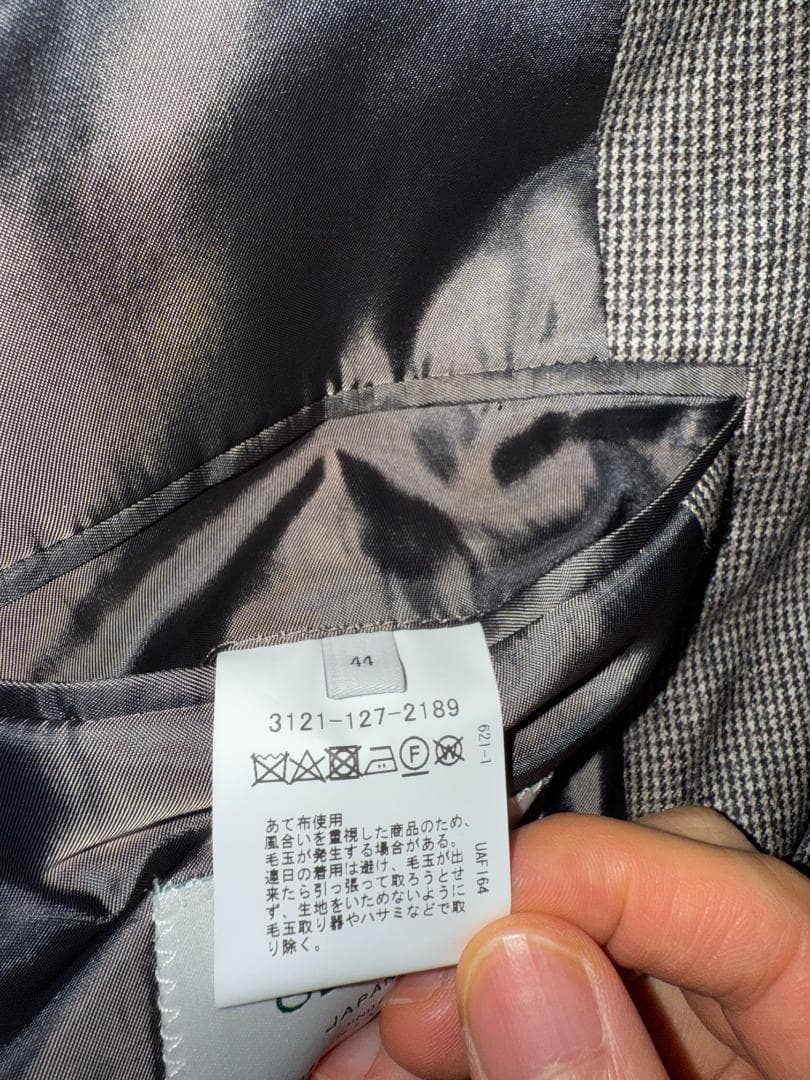 44
3121-127-2189
F
W
621-1
あて布使用
風合いを重視した商品のため、
毛玉が発生する場合がある。
連日の着用は避け、毛玉が出
来たら引っ張って取ろうとせ
ず、生地をいためないように
毛玉取り器やハサミなどで取
り除く。
UAF164
JAPAN